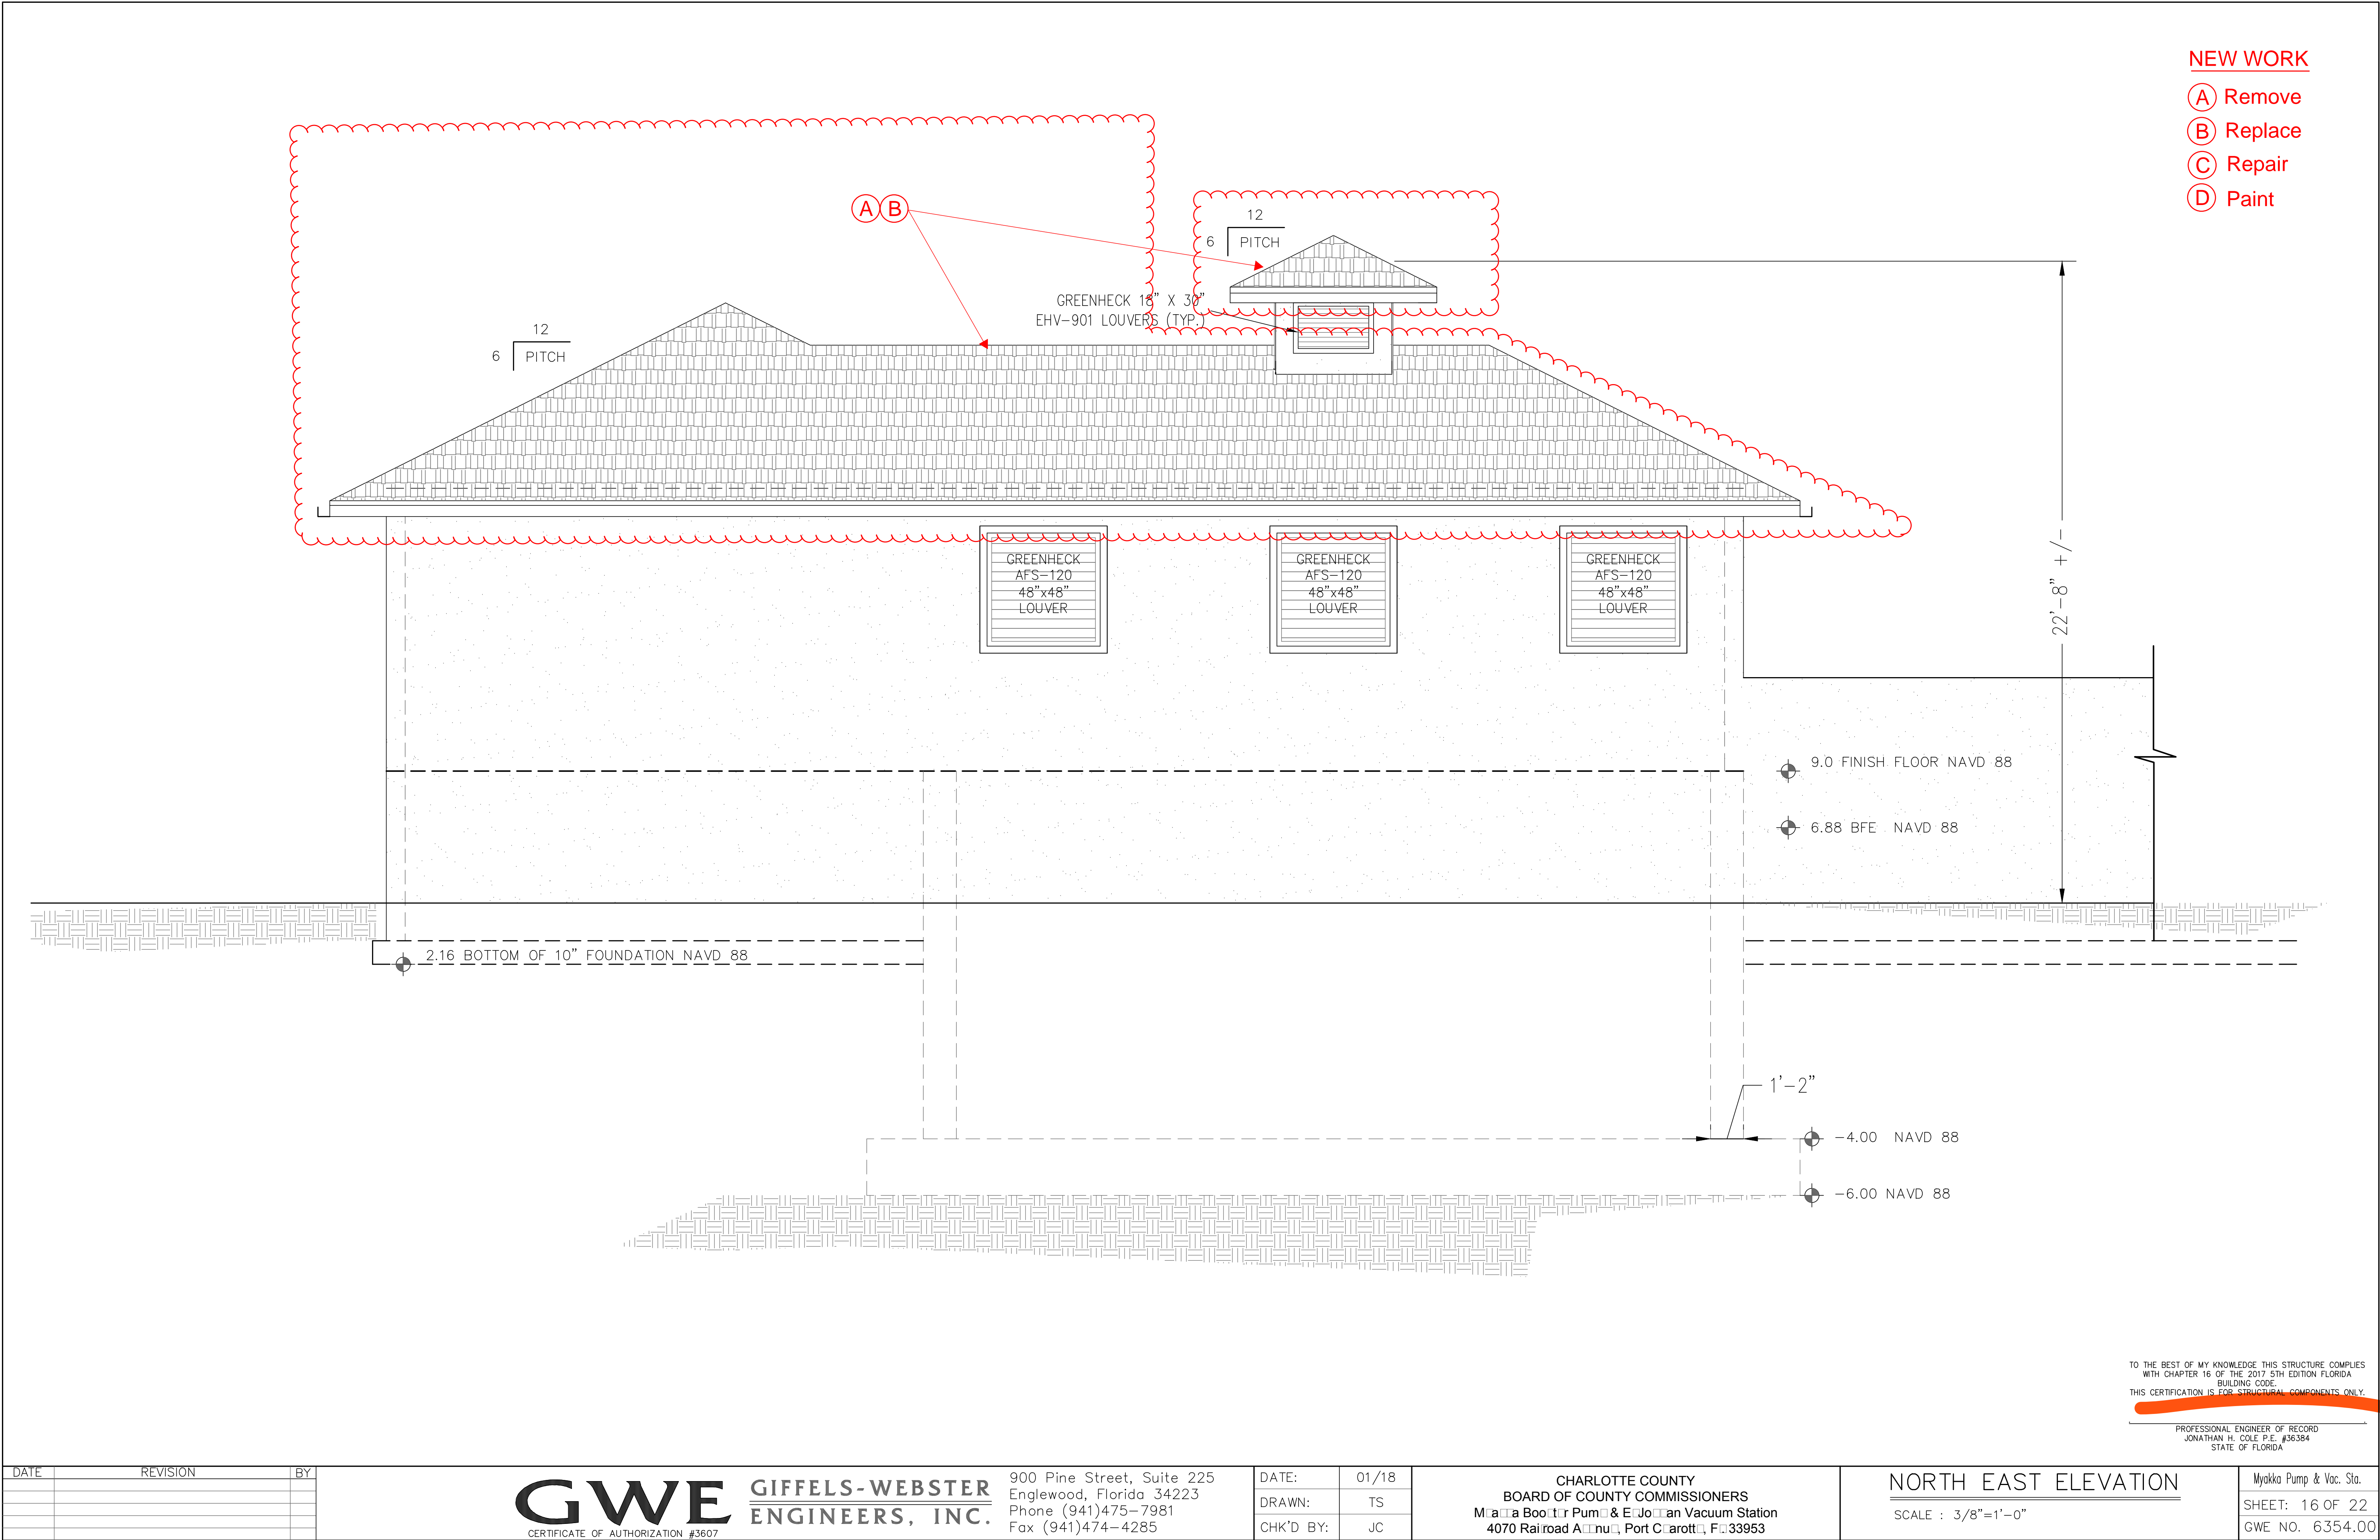 NEW WORK
A Remove
B Replace
C Repair
D Paint
A B
12
6 PITCH
GREENHECK 18" X 30"
EHV-901 LOUVERS (TYP.)
12
6 PITCH
GREENHECK
AFS-120
48"x48"
LOUVER
GREENHECK
AFS-120
48"x48"
LOUVER
GREENHECK
AFS-120
48"x48"
LOUVER
22'-8" +/-
9.0 FINISH FLOOR NAVD 88
6.88 BFE NAVD 88
2.16 BOTTOM OF 10" FOUNDATION NAVD 88
1'-2"
-4.00 NAVD 88
-6.00 NAVD 88
TO THE BEST OF MY KNOWLEDGE THIS STRUCTURE COMPLIES
WITH CHAPTER 16 OF THE 2017 5TH EDITION FLORIDA
BUILDING CODE.
THIS CERTIFICATION IS FOR STRUCTURAL COMPONENTS ONLY.
PROFESSIONAL ENGINEER OF RECORD
JONATHAN H. COLE P.E. #36384
STATE OF FLORIDA
DATE REVISION BY
GWE
CERTIFICATE OF AUTHORIZATION #3607
GIFFELS-WEBSTER
ENGINEERS, INC.
900 Pine Street, Suite 225
Englewood, Florida 34223
Phone (941)475-7981
Fax (941)474-4285
DATE: 01/18
DRAWN: TS
CHK'D BY: JC
CHARLOTTE COUNTY
BOARD OF COUNTY COMMISSIONERS
& Vacuum Station
4070 Port 33953
NORTH EAST ELEVATION
SCALE : 3/8"=1'-0"
Myakka Pump & Vac. Sta.
SHEET: 16 OF 22
GWE NO. 6354.00